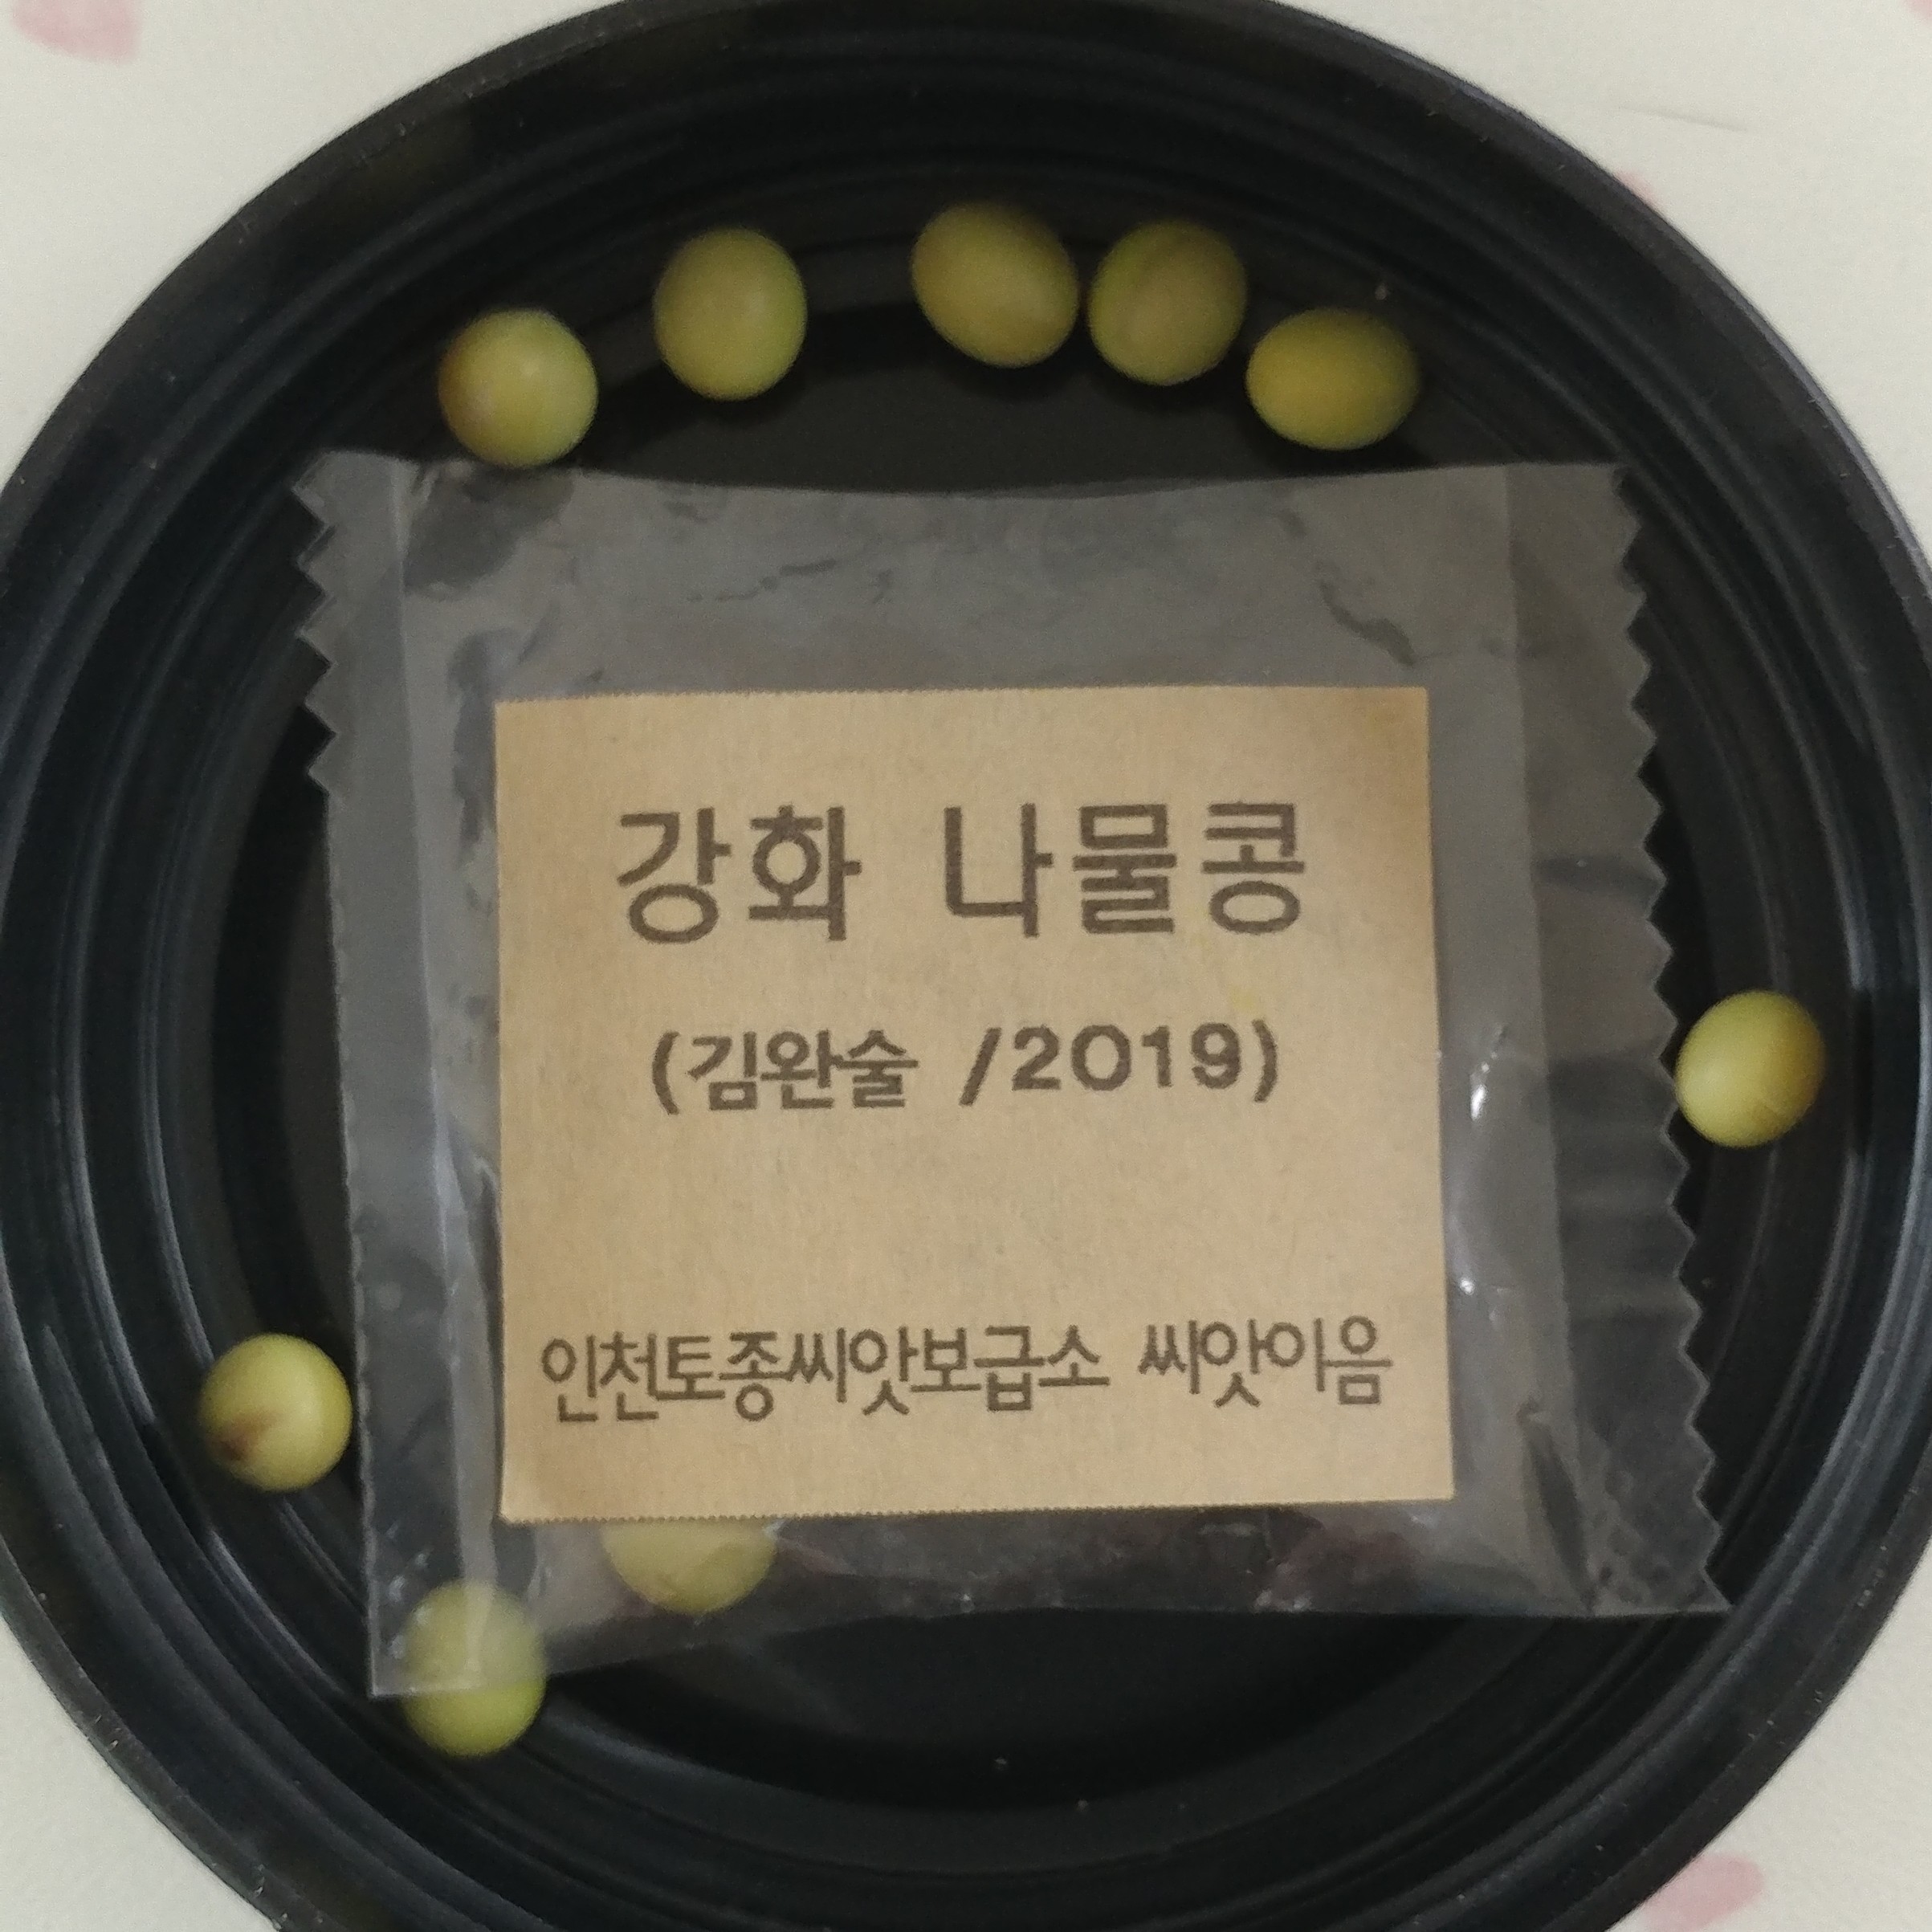 강화 나물콩
(김완술 /2019)
인천토종씨앗보급소 씨앗이음